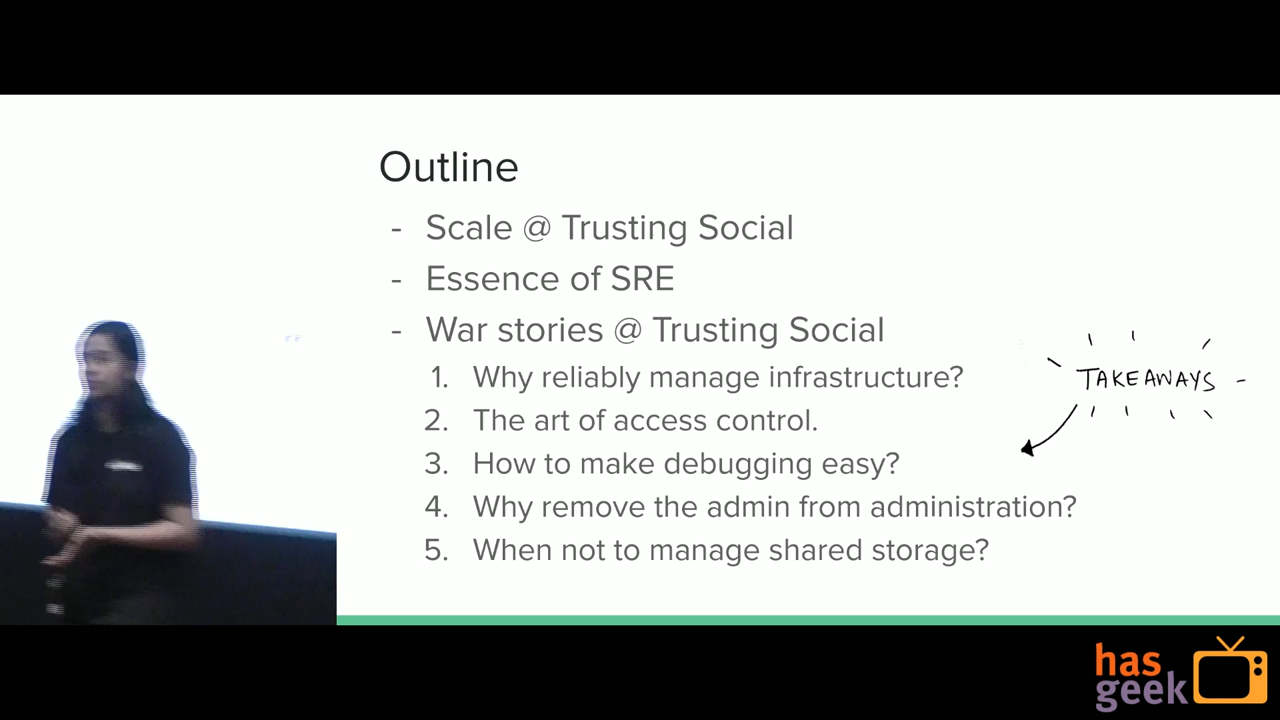 Outline
- Scale @ Trusting Social
- Essence of SRE
- War stories @ Trusting Social
1. Why reliably manage infrastructure?
2. The art of access control.
3. How to make debugging easy?
4. Why remove the admin from administration?
5. When not to manage shared storage?
TAKEAWAYS
has
geek